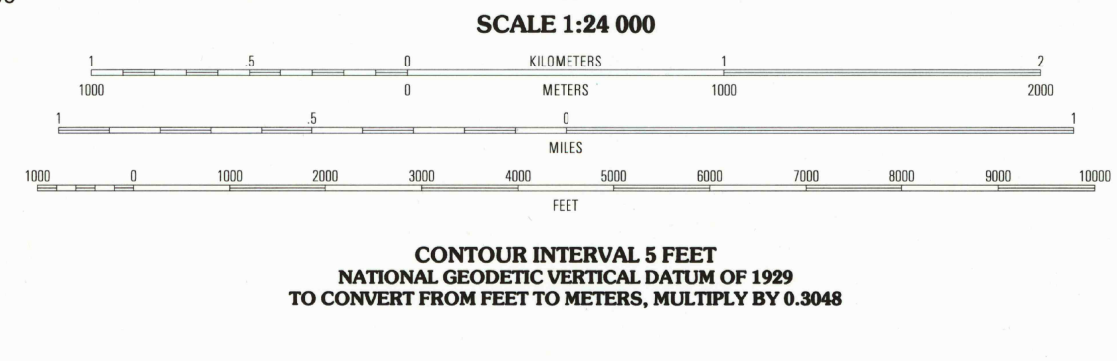 SCALE 1:24 000
1 .5 0 KILOMETERS 1 2
1000 0 METERS 1000 2000
1 .5 0 1
MILES
1000 0 1000 2000 3000 4000 5000 6000 7000 8000 9000 10000
FEET
CONTOUR INTERVAL 5 FEET
NATIONAL GEODETIC VERTICAL DATUM OF 1929
TO CONVERT FROM FEET TO METERS, MULTIPLY BY 0.3048